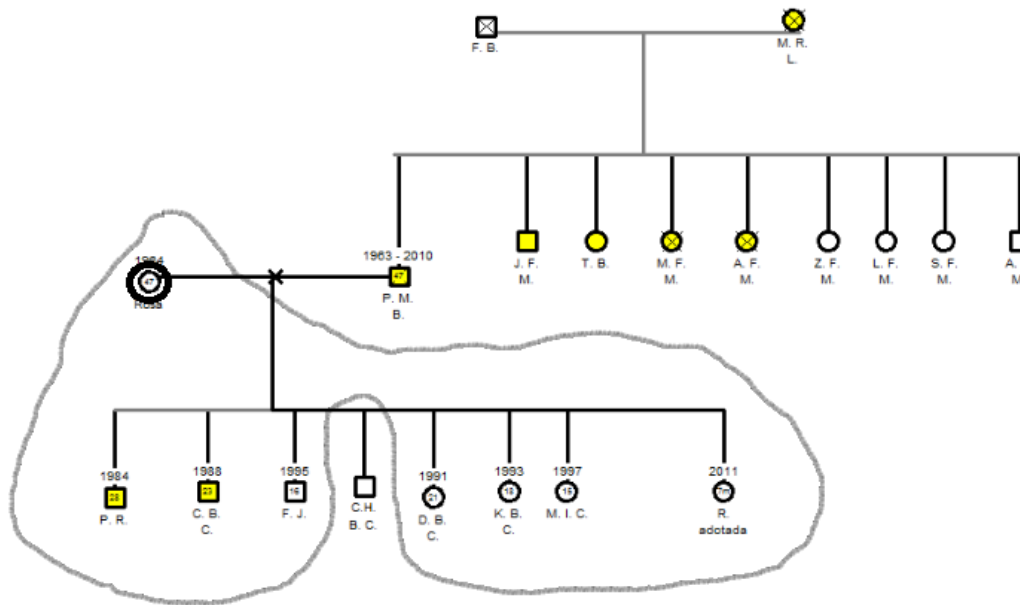 F. B.
M. R.
L.
1963 - 2010
47
P. M.
B.
J. F.
M.
T. B.
M. F.
M.
A. F.
M.
Z. F.
M.
L. F.
M.
S. F.
M.
A.
M
1964
47
Rosa
1984
28
P. R.
1988
23
C. B.
C.
1995
16
F. J.
C.H.
B. C.
1991
21
D. B.
C.
1993
18
K. B.
C.
1997
15
M. I. C.
2011
7m
R.
adotada